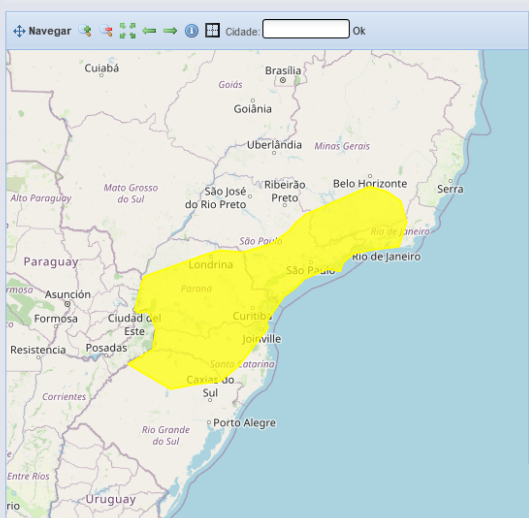 Navegar Cidade: Ok
Cuiabá
Brasília
Goiás
Goiânia
Uberlândia
Minas Gerais
Mato Grosso
do Sul
Alto Paraguay
São José
do Rio Preto
Ribeirão
Preto
Belo Horizonte
Serra
São Paulo
Rio de Janeiro
Paraguay
Londrina
São Paulo
Rio de Janeiro
Asunción
Paraná
Formosa
Ciudad del
Este
Curitiba
Resistencia
Posadas
Joinville
Santa Catarina
Corrientes
Caxias do
Sul
Porto Alegre
Rio Grande
do Sul
Entre Ríos
Uruguay